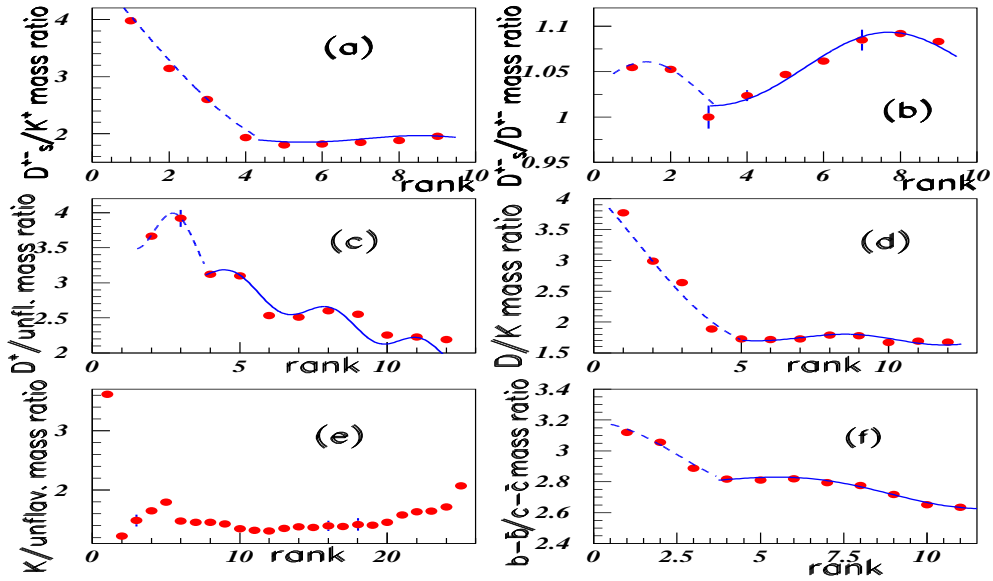 D⁺⁻s/K⁺ mass ratio
4
3
2
(a)
0 2 4 6 8 10
rank
D⁺⁻s/D⁺⁻ mass ratio
1.1
1.05
1
0.95
(b)
0 2 4 6 8 10
rank
D⁺/unfl. mass ratio
4
3.5
3
2.5
2
(c)
0 5 10
rank
D/K mass ratio
4
3.5
3
2.5
2
1.5
(d)
0 5 10
rank
K/unflav. mass ratio
3
2
(e)
0 10 20
rank
b-b̄/c-c̄ mass ratio
3.4
3.2
3
2.8
2.6
2.4
(f)
0 2.5 5 7.5 10
rank